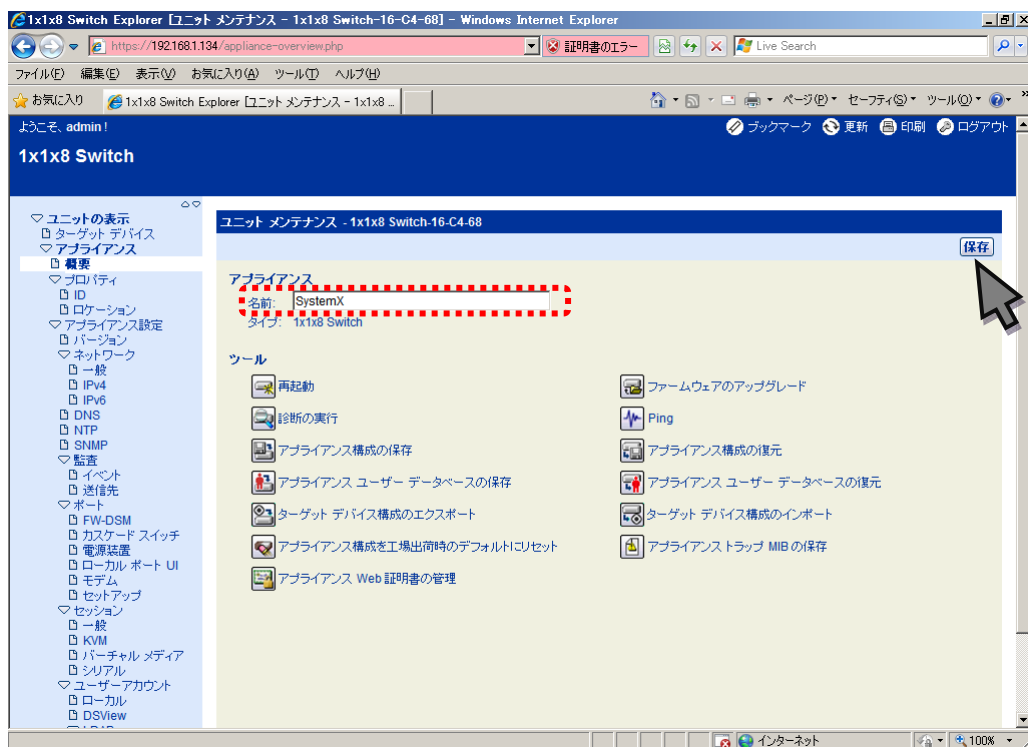 1x1x8 Switch Explorer [ユニット メンテナンス - 1x1x8 Switch-16-C4-68] - Windows Internet Explorer
https://192.168.1.134/appliance-overview.php
証明書のエラー
Live Search
ファイル(F) 編集(E) 表示(V) お気に入り(A) ツール(T) ヘルプ(H)
お気に入り
1x1x8 Switch Explorer [ユニット メンテナンス - 1x1x8 ...
ページ(P) セーフティ(S) ツール(O)
ようこそ、admin !
ブックマーク 更新 印刷 ログアウト
1x1x8 Switch
ユニットの表示
ターゲット デバイス
アプライアンス
概要
プロパティ
ID
ロケーション
アプライアンス設定
バージョン
ネットワーク
一般
IPv4
IPv6
DNS
NTP
SNMP
監査
イベント
送信先
ポート
FW-DSM
カスケード スイッチ
電源装置
ローカル ポート UI
モデム
セットアップ
セッション
一般
KVM
バーチャル メディア
シリアル
ユーザーアカウント
ローカル
DSView
ユニット メンテナンス - 1x1x8 Switch-16-C4-68
保存
アプライアンス
名前: SystemX
タイプ: 1x1x8 Switch
ツール
再起動
ファームウェアのアップグレード
診断の実行
Ping
アプライアンス構成の保存
アプライアンス構成の復元
アプライアンス ユーザー データベースの保存
アプライアンス ユーザー データベースの復元
ターゲット デバイス構成のエクスポート
ターゲット デバイス構成のインポート
アプライアンス構成を工場出荷時のデフォルトにリセット
アプライアンス トラップ MIB の保存
アプライアンス Web 証明書の管理
インターネット
100%